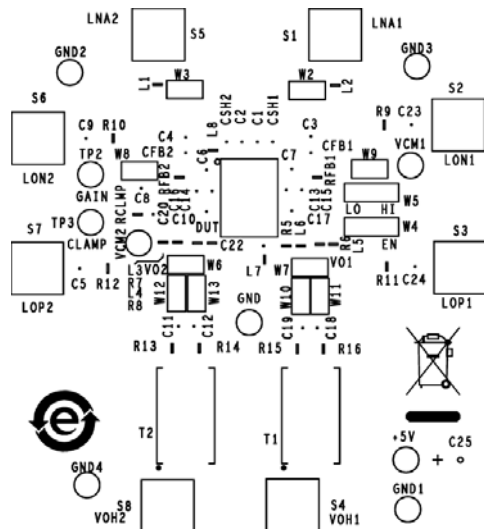 LNA2
LNA1
S5
S1
GND2
GND3
L1
W3
W2
L2
S6
S2
CSH2
C2
C1
CSH1
C9
R10
C4
L8
C3
R9
C23
W8
CFB2
C6
C7
CFB1
RFB1
VCM1
LON2
TP2
W9
LON1
GAIN
RCLMP
C8
RFB2
C16
C14
C13
C15
W5
LO
HI
S7
TP3
C20
C10
DUT
R5
L6
C17
W4
S3
CLAMP
VCM2
C22
R6
L5
EN
L3
VO2
W6
L7
W7
VO1
LOP2
C5
R12
R7
L4
R8
W12
W13
GND
W10
W11
R11
C24
LOP1
C11
C12
C19
C18
R13
R14
R15
R16
e
T2
T1
+5V
+
C25
GND4
S8
VOH2
S4
VOH1
GND1